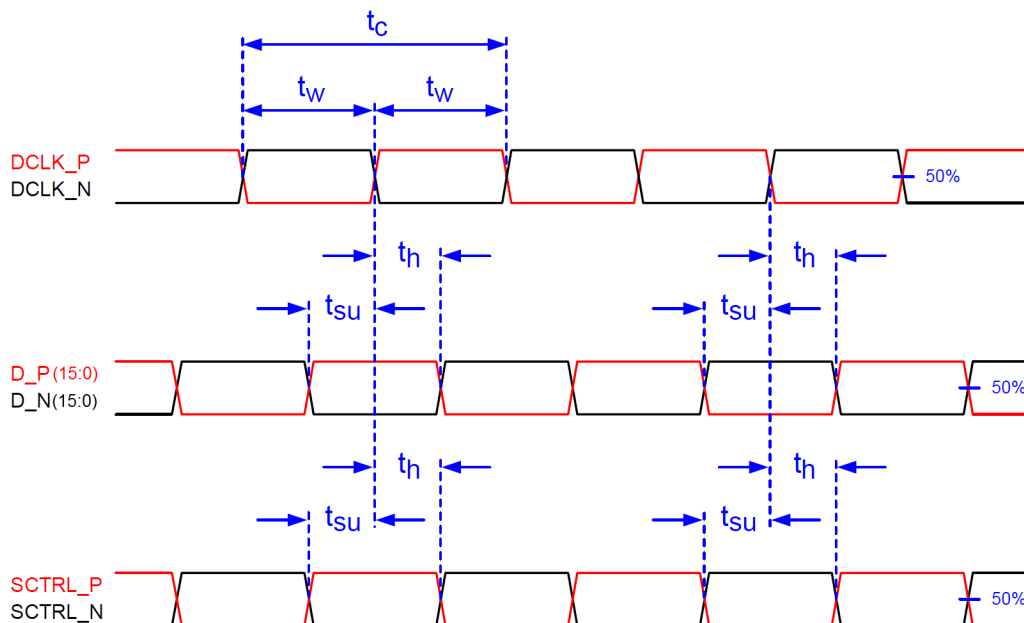 tc
tw tw
DCLK_P
DCLK_N
50%
th th
tsu tsu
D_P(15:0)
D_N(15:0)
50%
th th
tsu tsu
SCTRL_P
SCTRL_N
50%